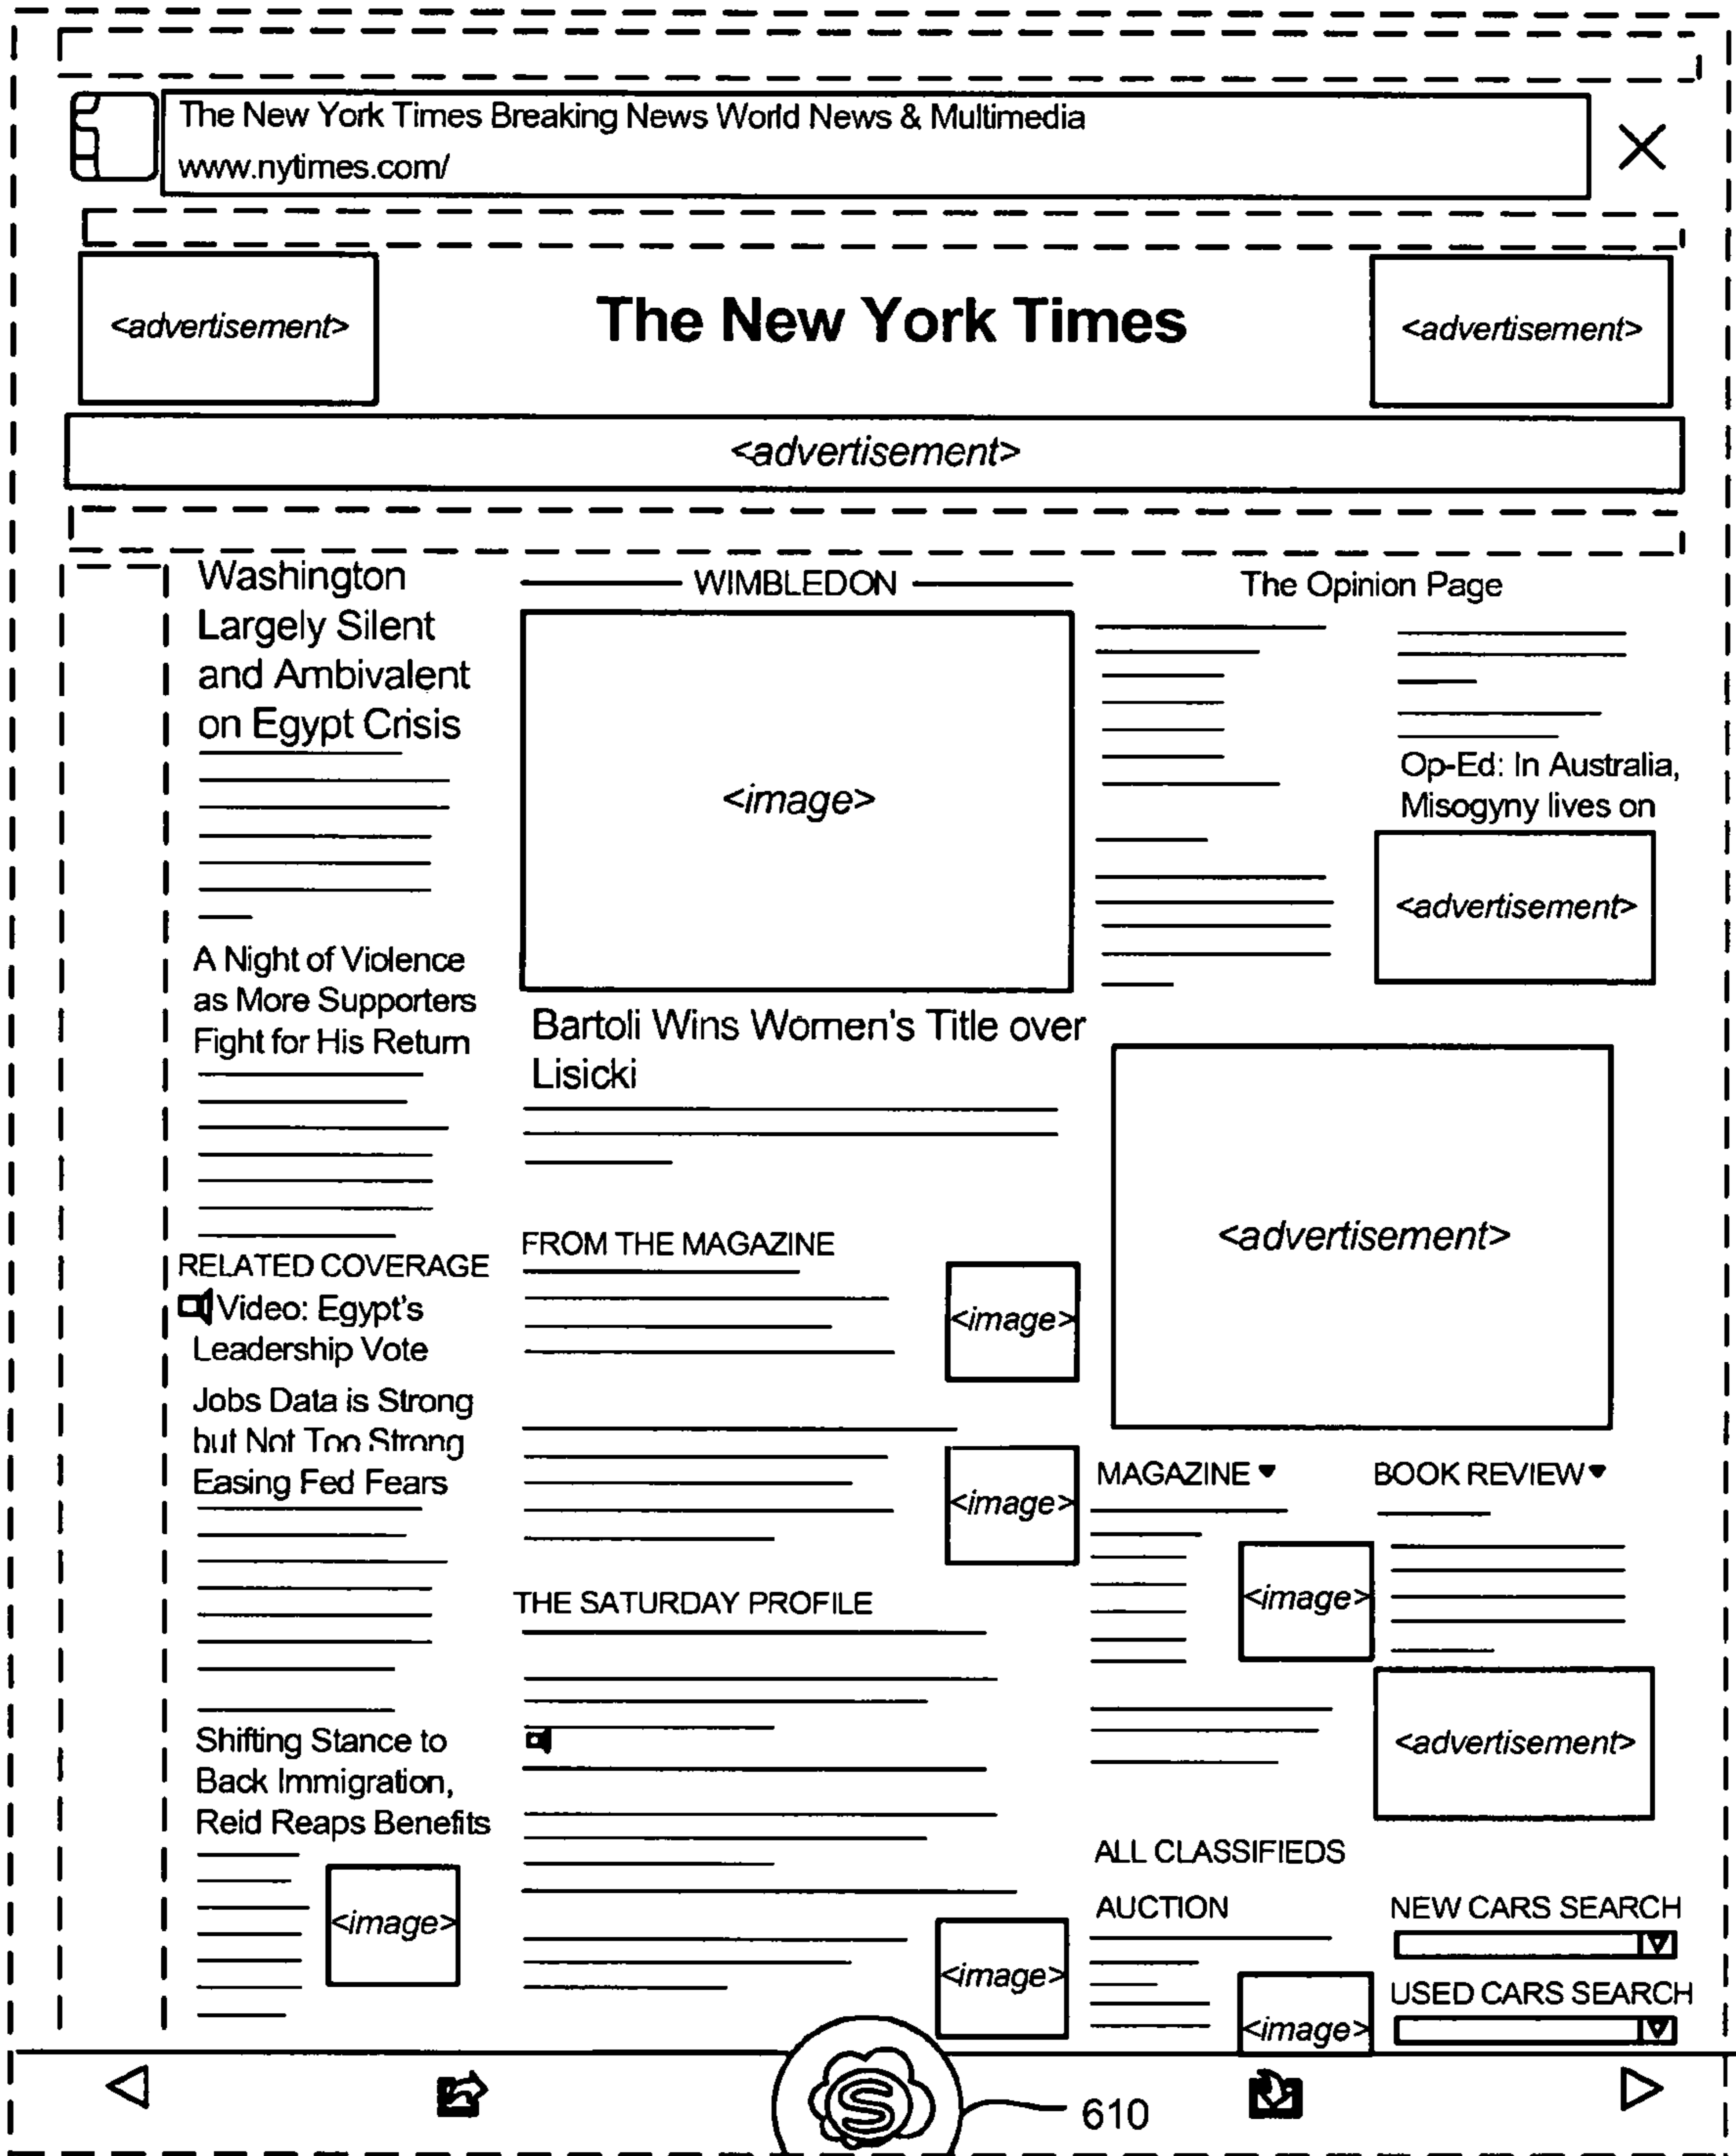 The New York Times Breaking News World News & Multimedia
www.nytimes.com/
<advertisement>
The New York Times
<advertisement>
<advertisement>
Washington
Largely Silent
and Ambivalent
on Egypt Crisis
A Night of Violence
as More Supporters
Fight for His Return
RELATED COVERAGE
Video: Egypt's
Leadership Vote
Jobs Data is Strong
but Not Too Strong
Easing Fed Fears
Shifting Stance to
Back Immigration,
Reid Reaps Benefits
<image>
WIMBLEDON
<image>
Bartoli Wins Women's Title over
Lisicki
FROM THE MAGAZINE
<image>
<image>
THE SATURDAY PROFILE
<image>
The Opinion Page
Op-Ed: In Australia,
Misogyny lives on
<advertisement>
<advertisement>
MAGAZINE
<image>
BOOK REVIEW
<advertisement>
ALL CLASSIFIEDS
AUCTION
<image>
NEW CARS SEARCH
USED CARS SEARCH
S
610